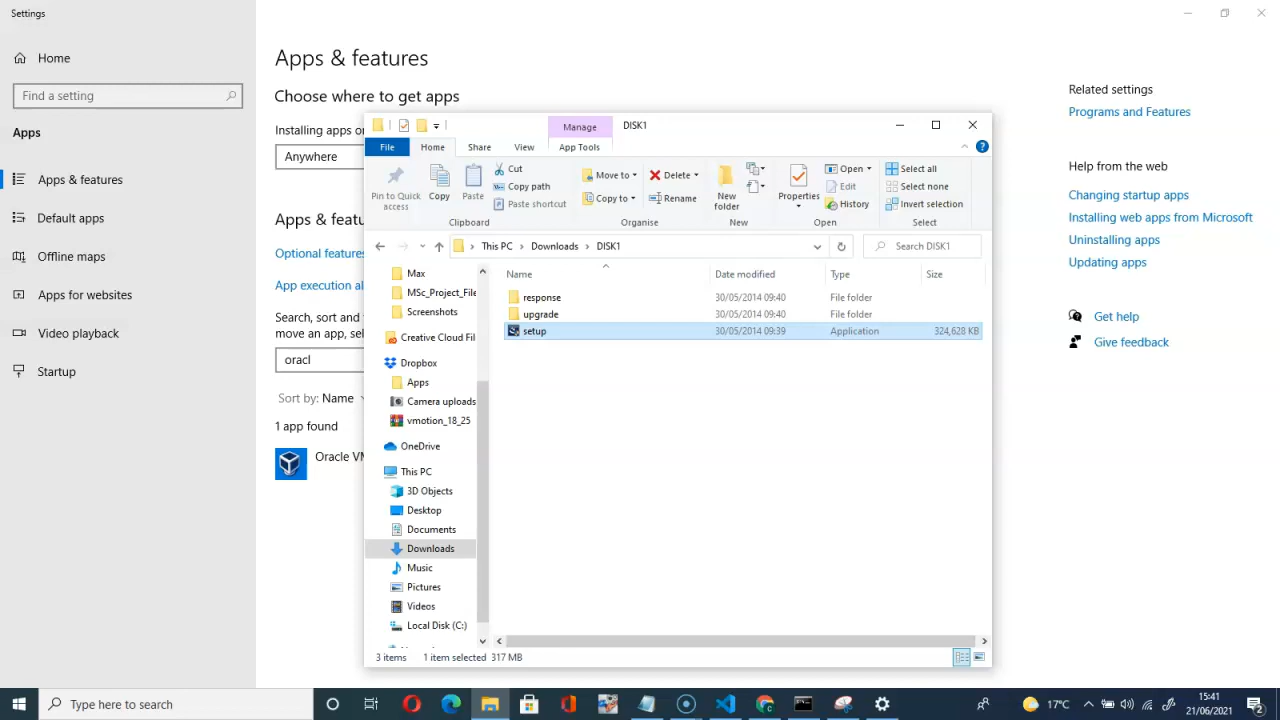 Settings
Home
Find a setting
Apps
Apps & features
Default apps
Offline maps
Apps for websites
Video playback
Startup
Apps & features
Choose where to get apps
Installing apps o
Anywhere
Apps & featu
Optional features
App execution al
Search, sort and
move an app, sel
oracl
Sort by: Name
1 app found
Oracle VM
Manage
DISK1
File
Home
Share
View
App Tools
Pin to Quick
access
Copy
Paste
Cut
Copy path
Paste shortcut
Clipboard
Move to
Copy to
Delete
Rename
Organise
New
folder
New
Properties
Open
Edit
History
Open
Select all
Select none
Invert selection
Select
This PC > Downloads > DISK1
Search DISK1
Max
MSc_Project_File
Screenshots
Creative Cloud Fil
Dropbox
Apps
Camera uploads
vmotion_18_25
OneDrive
This PC
3D Objects
Desktop
Documents
Downloads
Music
Pictures
Videos
Local Disk (C:)
Name Date modified Type Size
response 30/05/2014 09:40 File folder
upgrade 30/05/2014 09:40 File folder
setup 30/05/2014 09:39 Application 324,628 KB
3 items 1 item selected 317 MB
Related settings
Programs and Features
Help from the web
Changing startup apps
Installing web apps from Microsoft
Uninstalling apps
Updating apps
Get help
Give feedback
Type here to search
17°C
15:41
21/06/2021
2